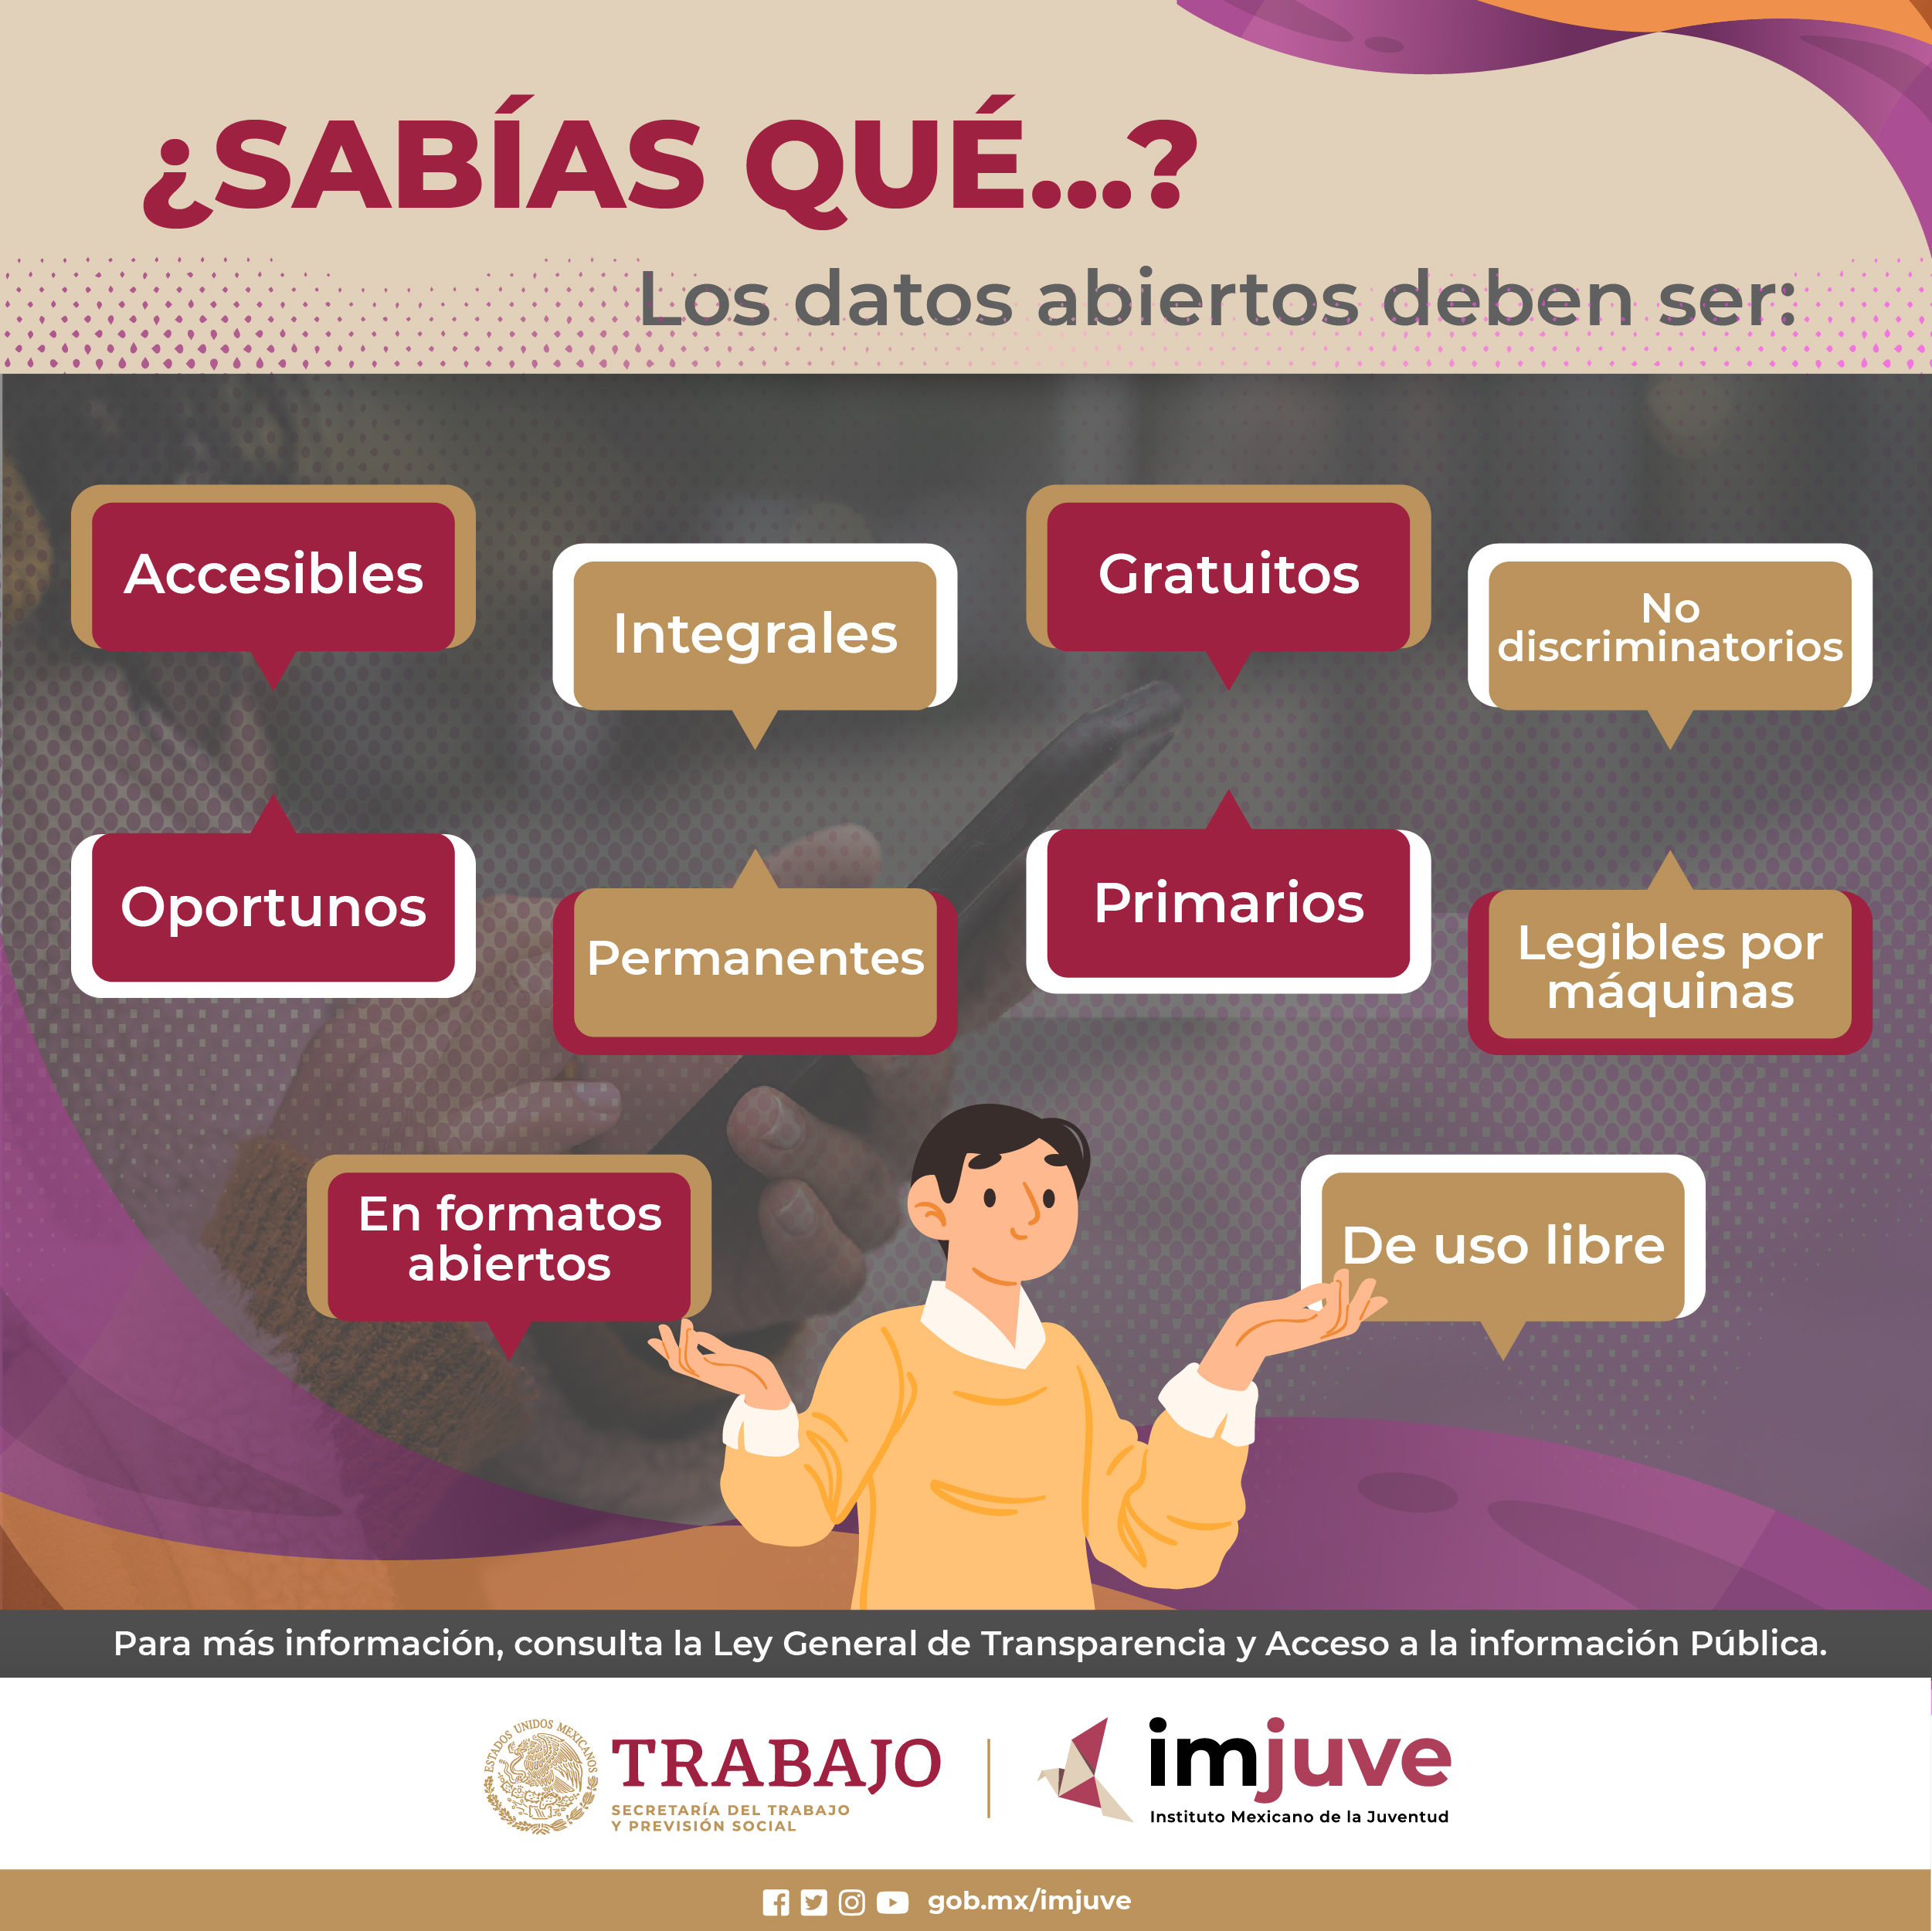 ¿SABÍAS QUÉ...?
Los datos abiertos deben ser:
Accesibles
Integrales
Gratuitos
No
discriminatorios
Oportunos
Permanentes
Primarios
Legibles por
máquinas
En formatos
abiertos
De uso libre
Para más información, consulta la Ley General de Transparencia y Acceso a la información Pública.
ESTADOS UNIDOS MEXICANOS
TRABAJO
SECRETARÍA DEL TRABAJO
Y PREVISIÓN SOCIAL
imjuve
Instituto Mexicano de la Juventud
gob.mx/imjuve